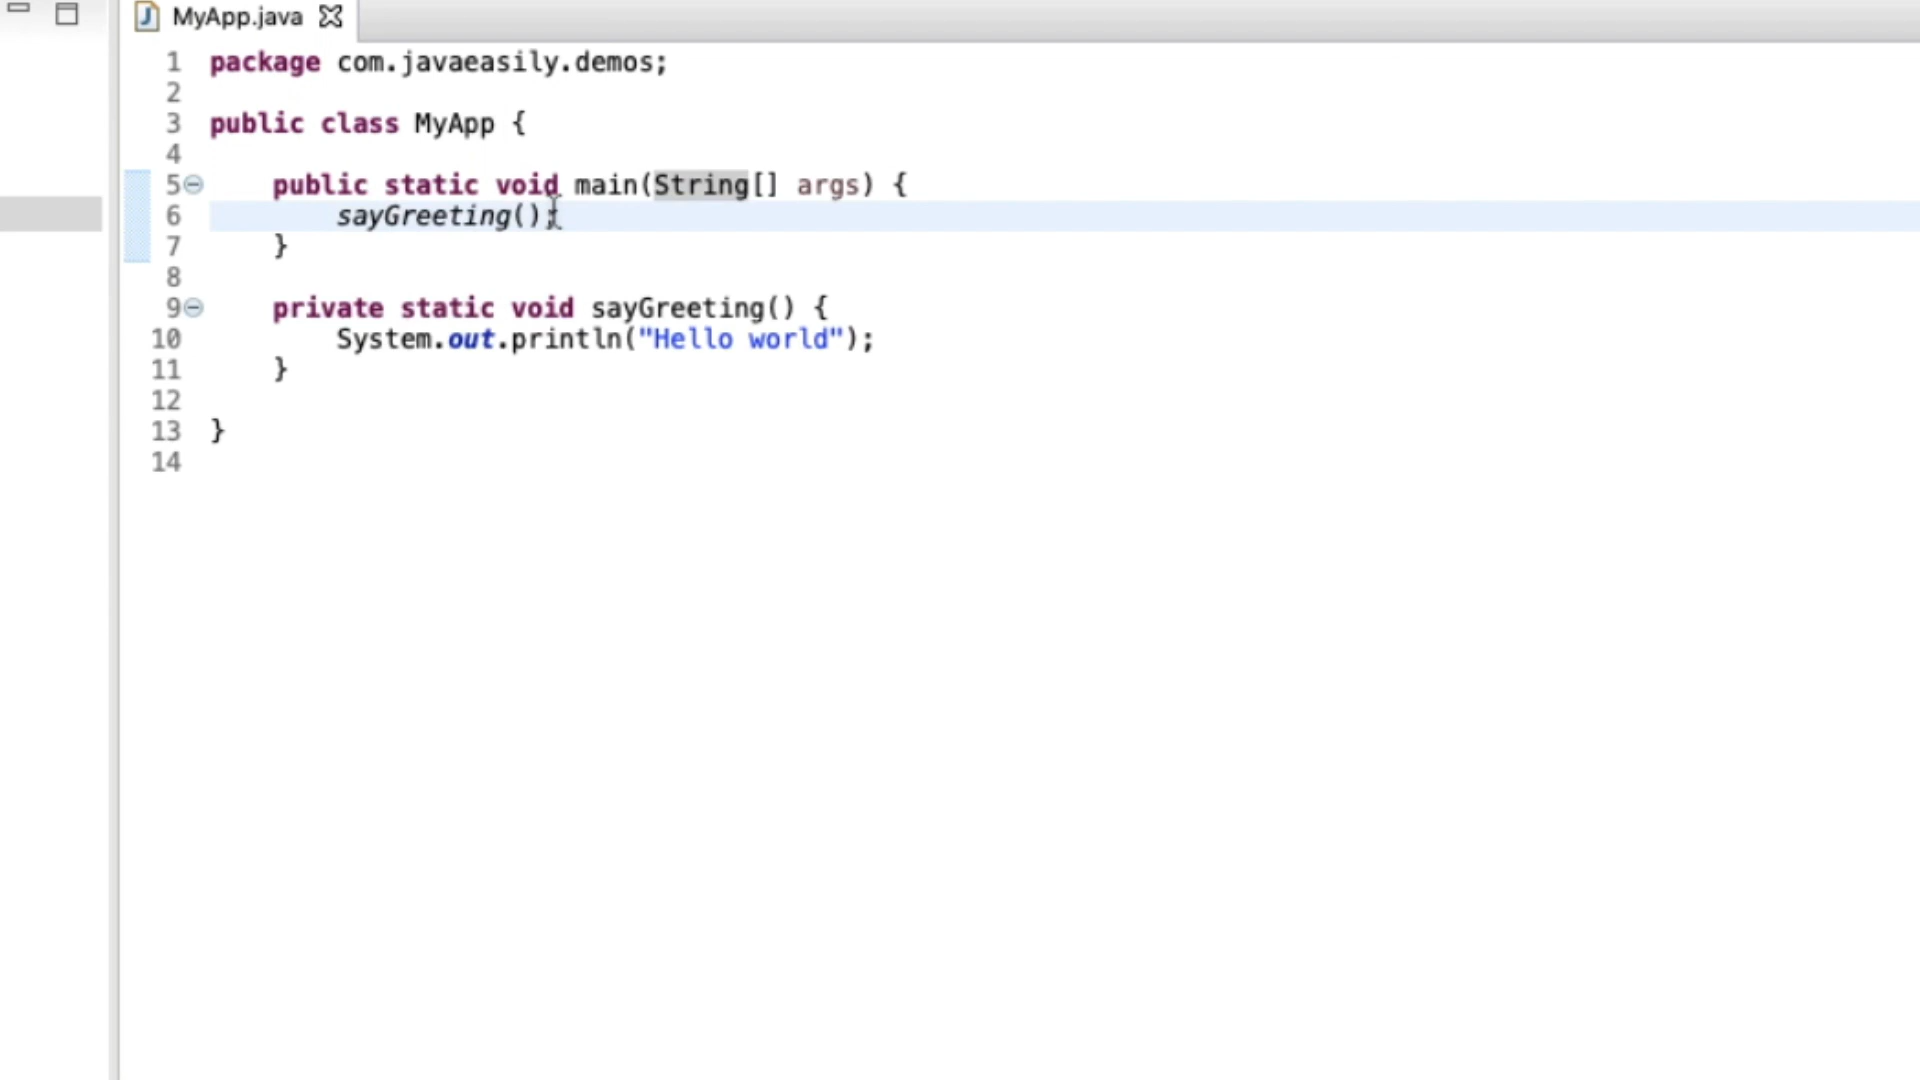 MyApp.java
1 package com.javaeasily.demos;
2
3 public class MyApp {
4
5 public static void main(String[] args) {
6 sayGreeting();
7 }
8
9 private static void sayGreeting() {
10 System.out.println("Hello world");
11 }
12
13 }
14